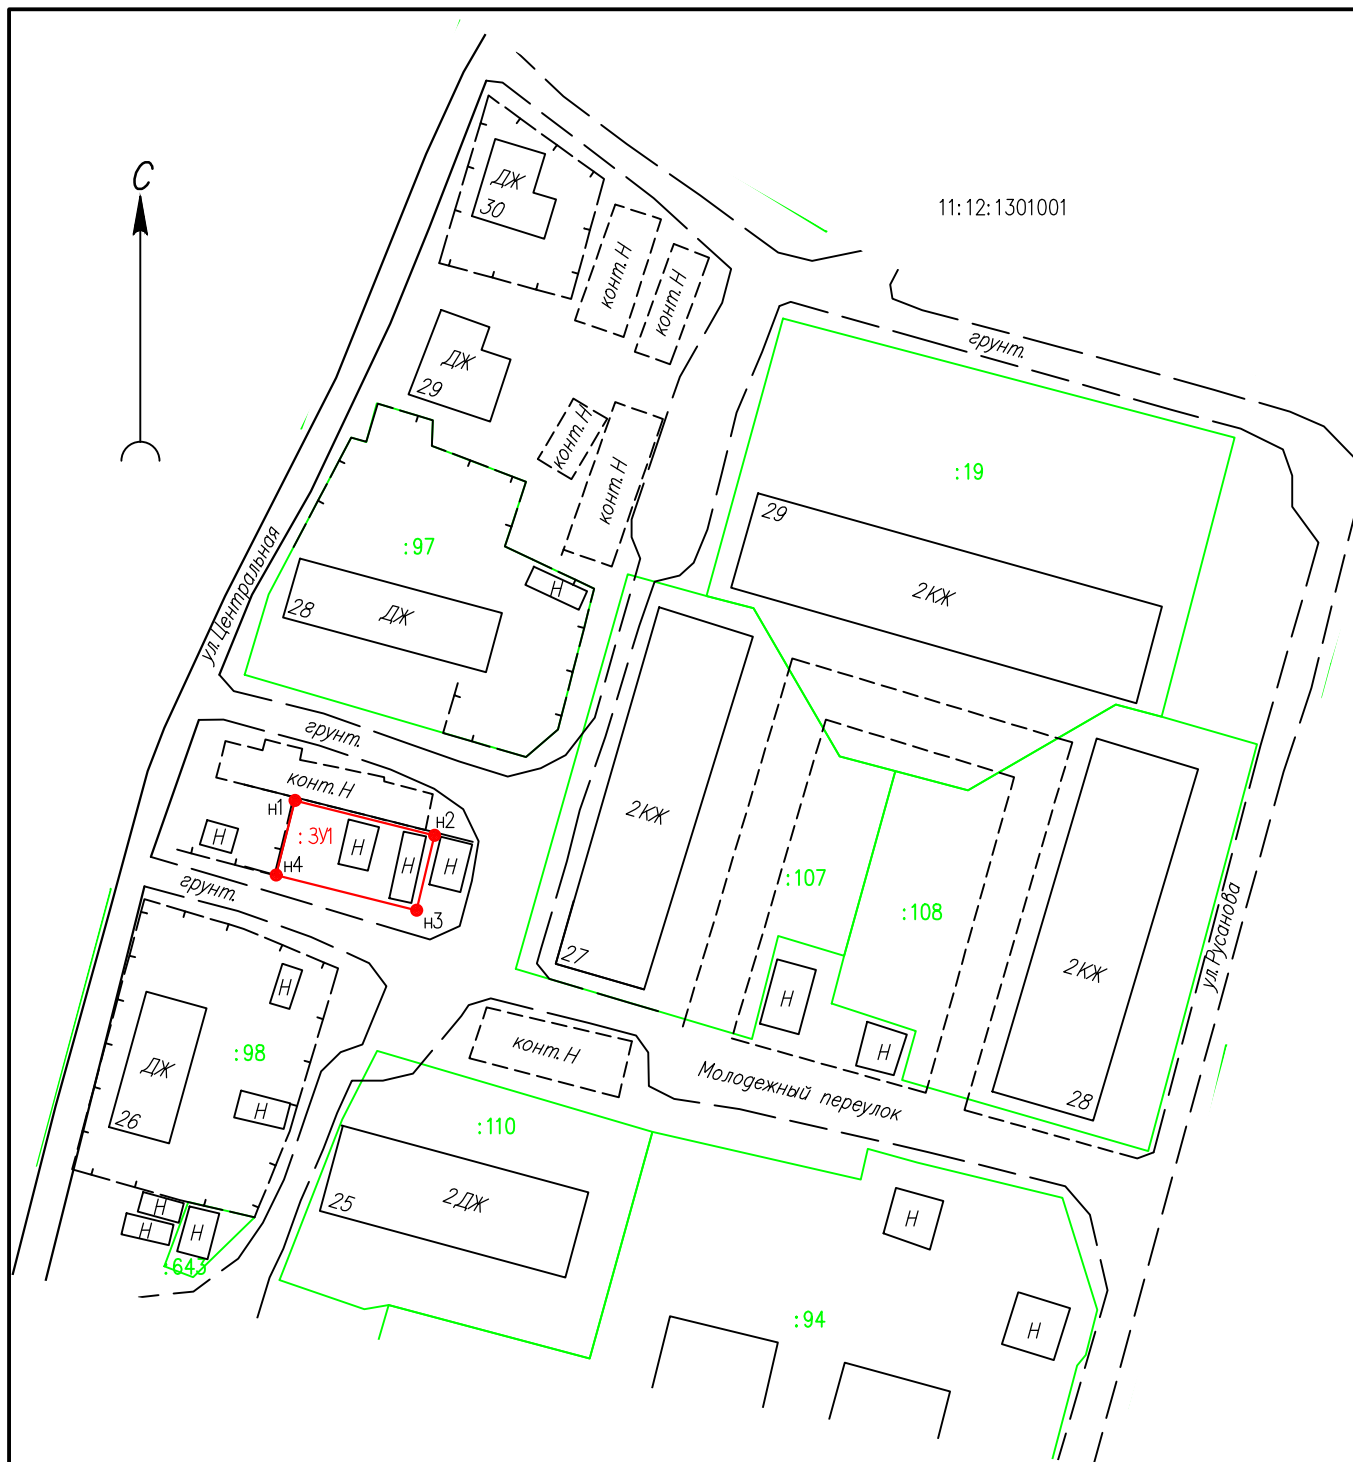 С
11:12:1301001
ДЖ
30
конт. Н
конт. Н
грунт.
ДЖ
29
конт. Н
конт. Н
:19
29
2КЖ
:97
Н
28
ДЖ
ул. Центральная
грунт.
конт. Н
н1
н2
:ЗУ1
Н
Н
Н
Н
н4
н3
грунт.
2КЖ
27
:107
:108
2КЖ
28
ул. Русанова
Н
Н
Н
:98
ДЖ
26
Н
конт. Н
Молодежный переулок
:110
25
2ДЖ
Н
Н
Н
:643
Н
Н
:94